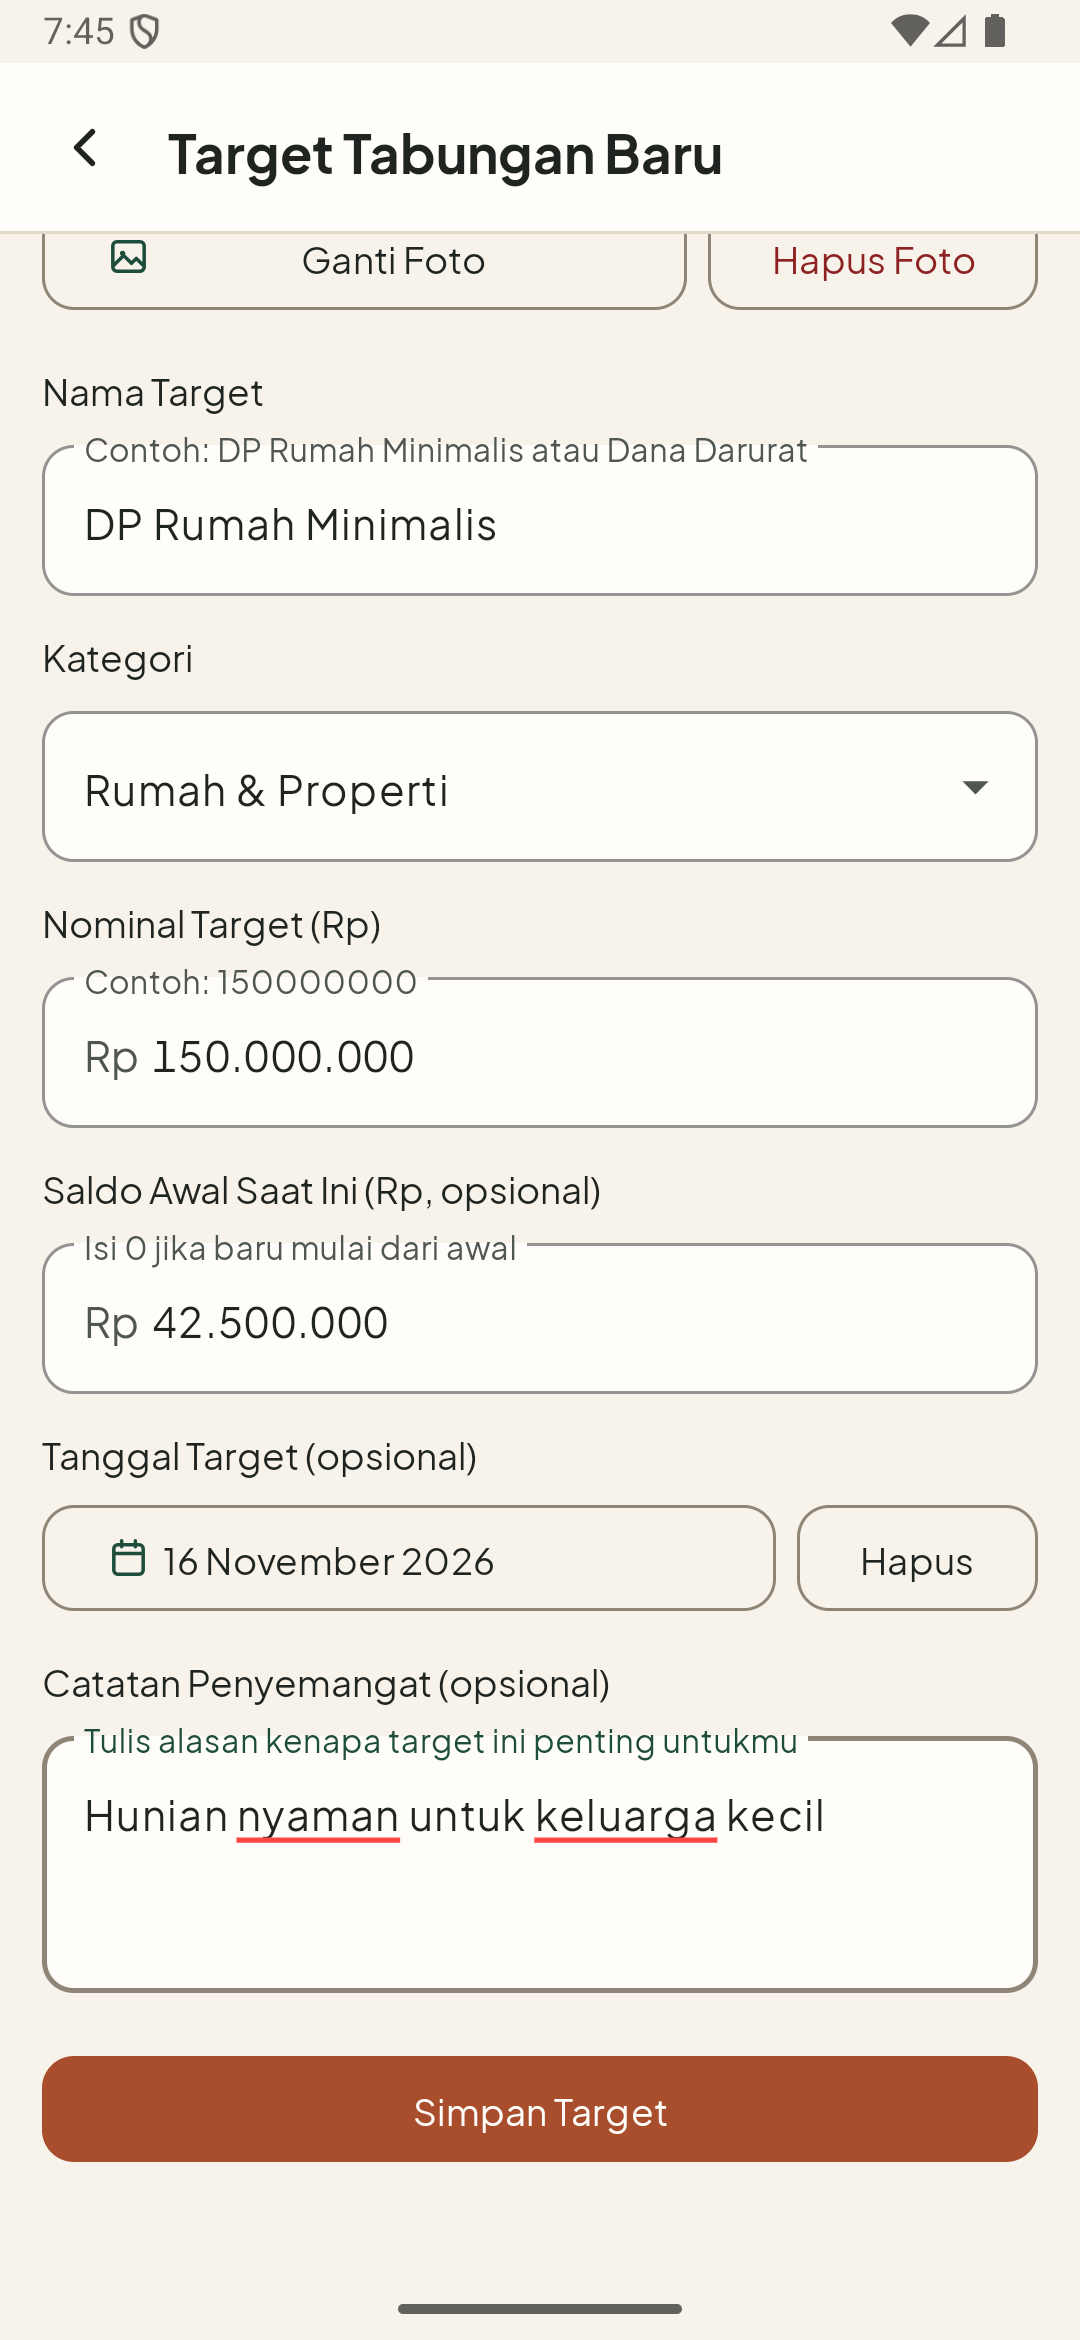 7:45
Target Tabungan Baru
Ganti Foto
Hapus Foto
Nama Target
Contoh: DP Rumah Minimalis atau Dana Darurat
DP Rumah Minimalis
Kategori
Rumah & Properti
Nominal Target (Rp)
Contoh: 150000000
Rp 150.000.000
Saldo Awal Saat Ini (Rp, opsional)
Isi 0 jika baru mulai dari awal
Rp 42.500.000
Tanggal Target (opsional)
16 November 2026
Hapus
Catatan Penyemangat (opsional)
Tulis alasan kenapa target ini penting untukmu
Hunian nyaman untuk keluarga kecil
Simpan Target